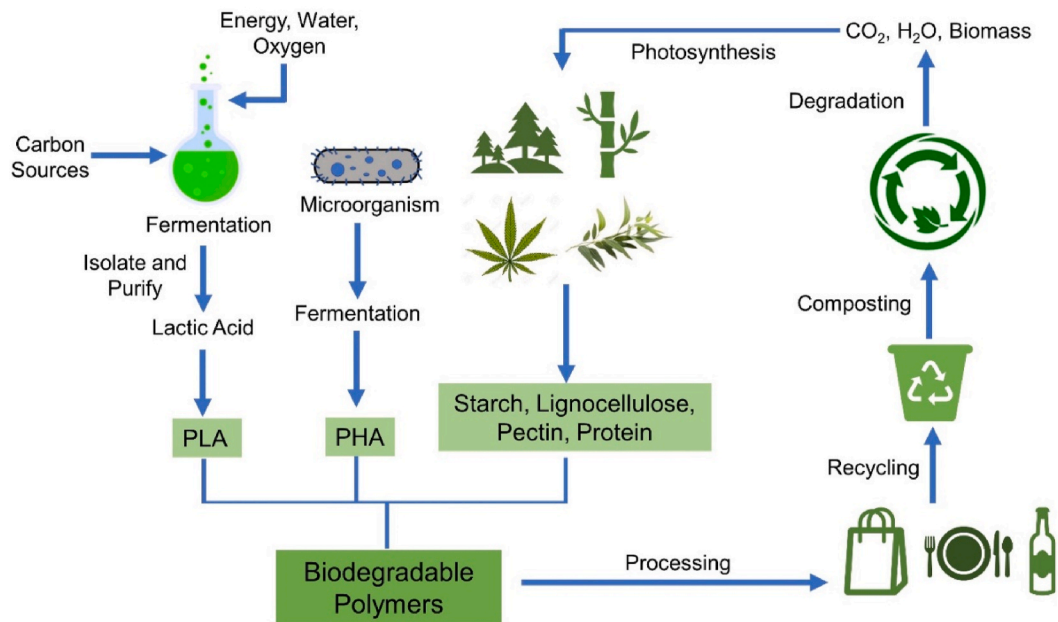 Energy, Water,
Oxygen
Carbon
Sources
Fermentation
Isolate and
Purify
Lactic Acid
PLA
Microorganism
Fermentation
PHA
Photosynthesis
Starch, Lignocellulose,
Pectin, Protein
Biodegradable
Polymers
Processing
Recycling
Composting
Degradation
CO₂, H₂O, Biomass